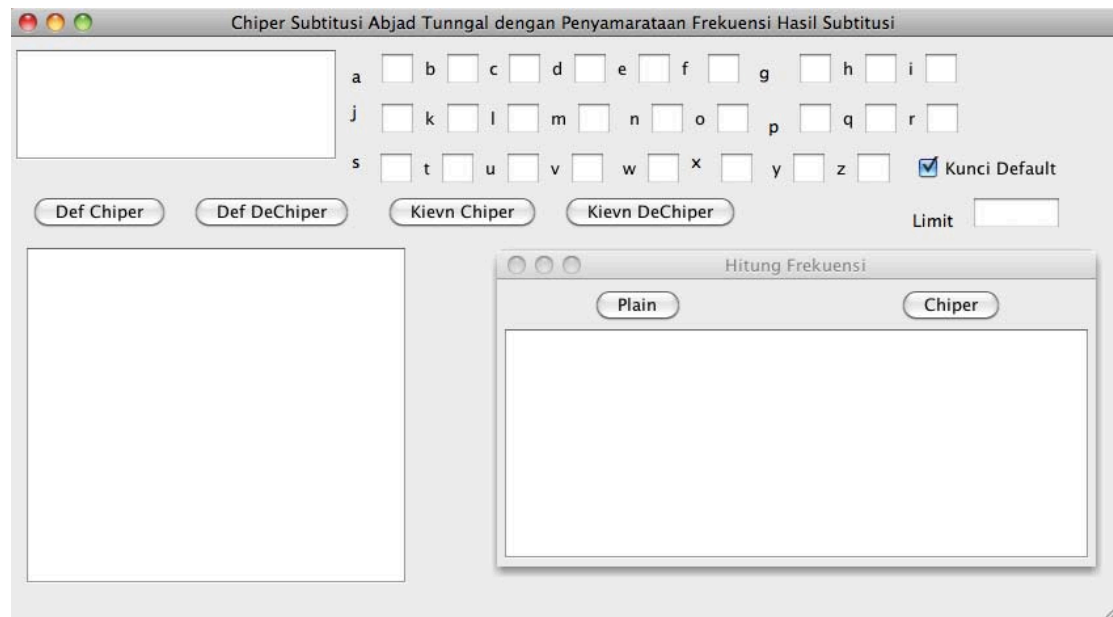 Chiper Subtitusi Abjad Tunngal dengan Penyamarataan Frekuensi Hasil Subtitusi
a b c d e f g h i
j k l m n o p q r
s t u v w x y z Kunci Default
Def Chiper Def DeChiper Kievn Chiper Kievn DeChiper Limit
Hitung Frekuensi
Plain Chiper